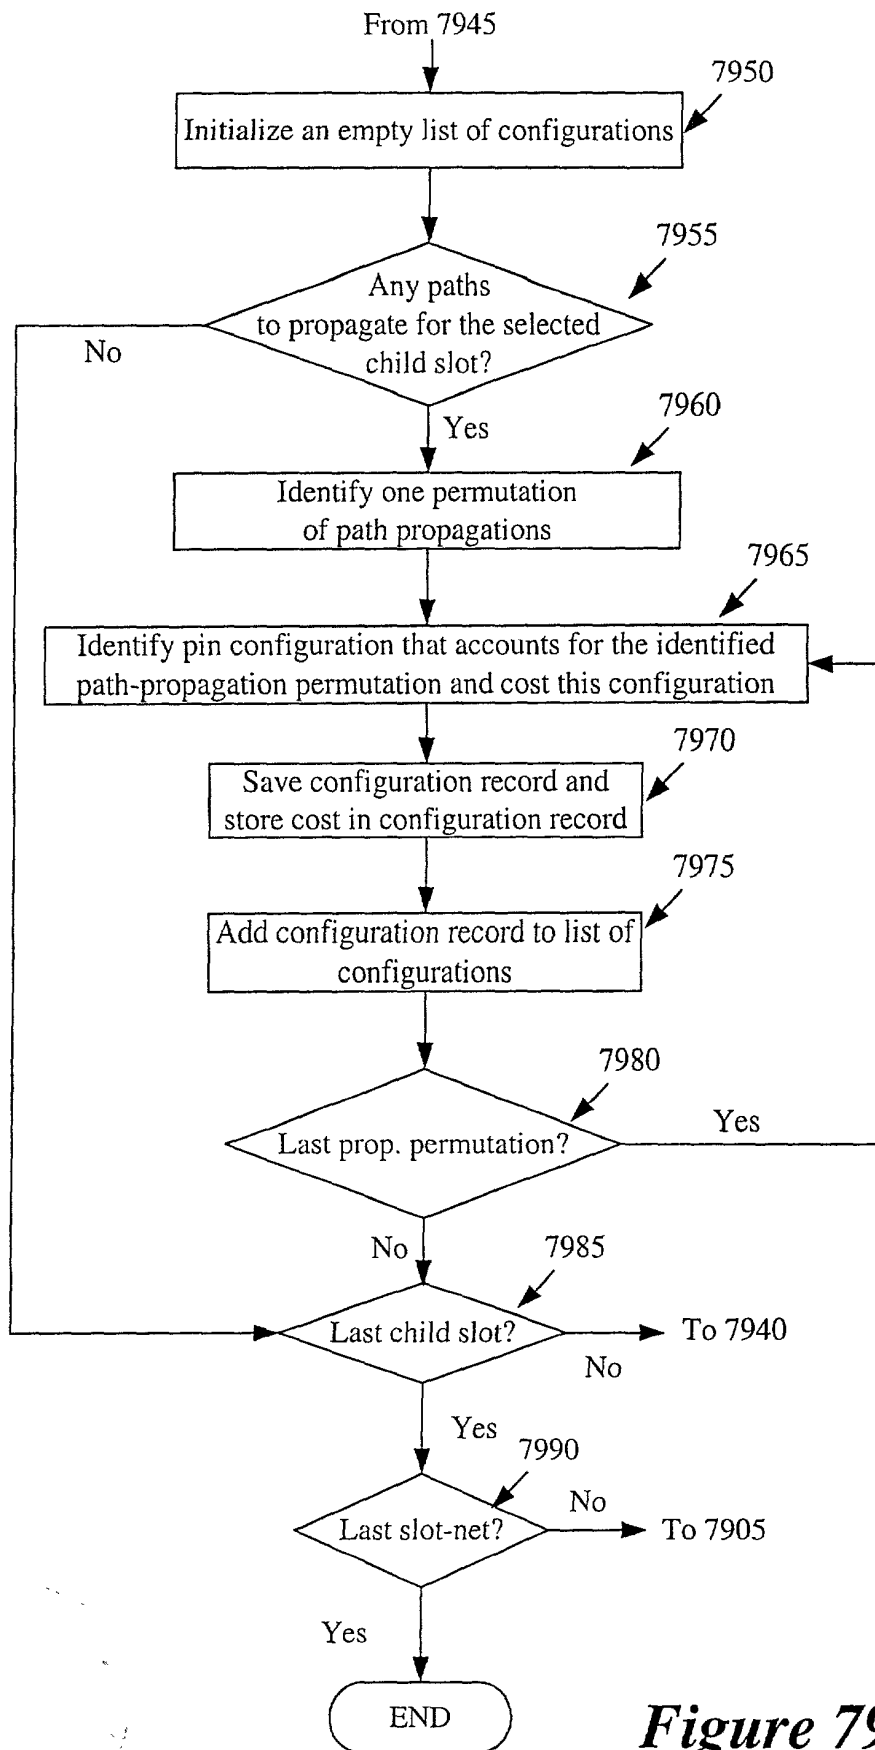 From 7945
7950
Initialize an empty list of configurations
7955
Any paths
to propagate for the selected
child slot?
No
Yes
7960
Identify one permutation
of path propagations
7965
Identify pin configuration that accounts for the identified
path-propagation permutation and cost this configuration
7970
Save configuration record and
store cost in configuration record
7975
Add configuration record to list of
configurations
7980
Last prop. permutation?
Yes
No
7985
Last child slot?
To 7940
No
Yes
7990
Last slot-net?
No
To 7905
Yes
END
Figure 79